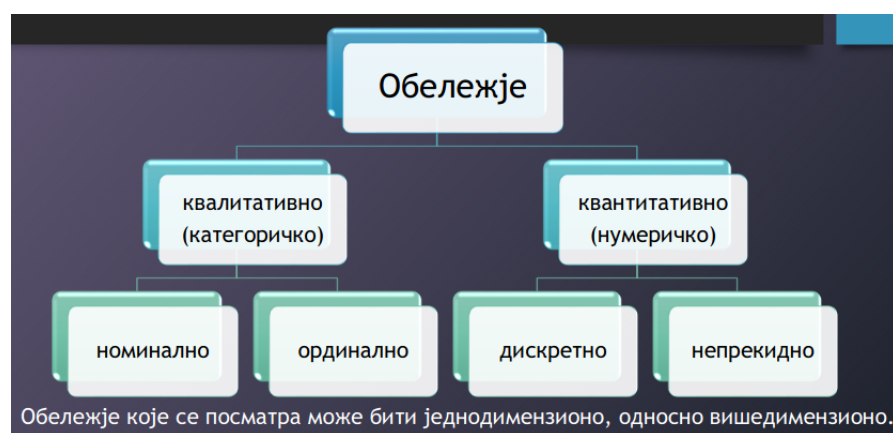 Обележје
квалитативно
(категоричко)
квантитативно
(нумеричко)
номинално
ординално
дискретно
непрекидно
Обележје које се посматра може бити једнодимензионо, односно вишедимензионо.